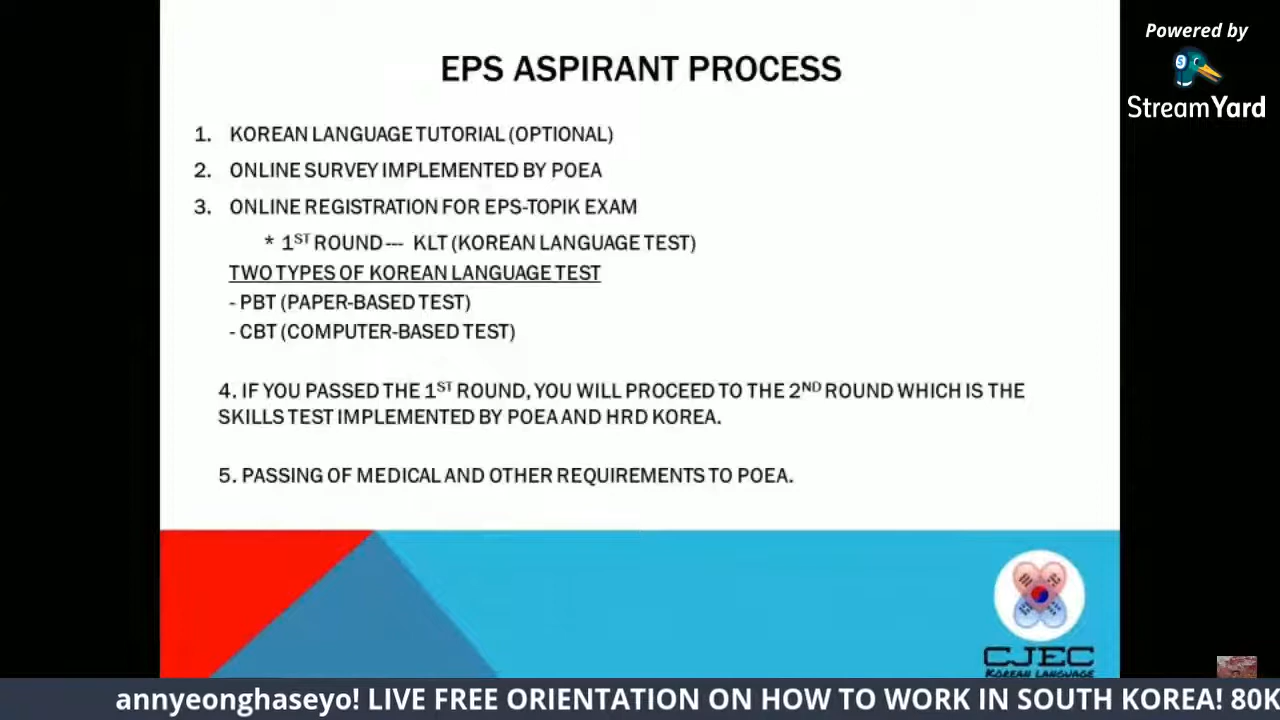 Powered by
StreamYard
EPS ASPIRANT PROCESS
1. KOREAN LANGUAGE TUTORIAL (OPTIONAL)
2. ONLINE SURVEY IMPLEMENTED BY POEA
3. ONLINE REGISTRATION FOR EPS-TOPIK EXAM
* 1ST ROUND --- KLT (KOREAN LANGUAGE TEST)
TWO TYPES OF KOREAN LANGUAGE TEST
- PBT (PAPER-BASED TEST)
- CBT (COMPUTER-BASED TEST)
4. IF YOU PASSED THE 1ST ROUND, YOU WILL PROCEED TO THE 2ND ROUND WHICH IS THE
SKILLS TEST IMPLEMENTED BY POEA AND HRD KOREA.
5. PASSING OF MEDICAL AND OTHER REQUIREMENTS TO POEA.
CJEC
KOREAN LANGUAGE
annyeonghaseyo! LIVE FREE ORIENTATION ON HOW TO WORK IN SOUTH KOREA! 80K